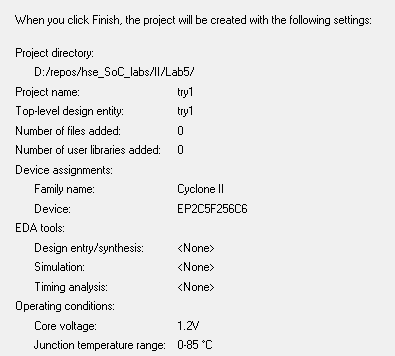 When you click Finish, the project will be created with the following settings:
Project directory:
D:/repos/hse_SoC_labs/II/Lab5/
Project name: try1
Top-level design entity: try1
Number of files added: 0
Number of user libraries added: 0
Device assignments:
Family name: Cyclone II
Device: EP2C5F256C6
EDA tools:
Design entry/synthesis: <None>
Simulation: <None>
Timing analysis: <None>
Operating conditions:
Core voltage: 1.2V
Junction temperature range: 0-85 °C